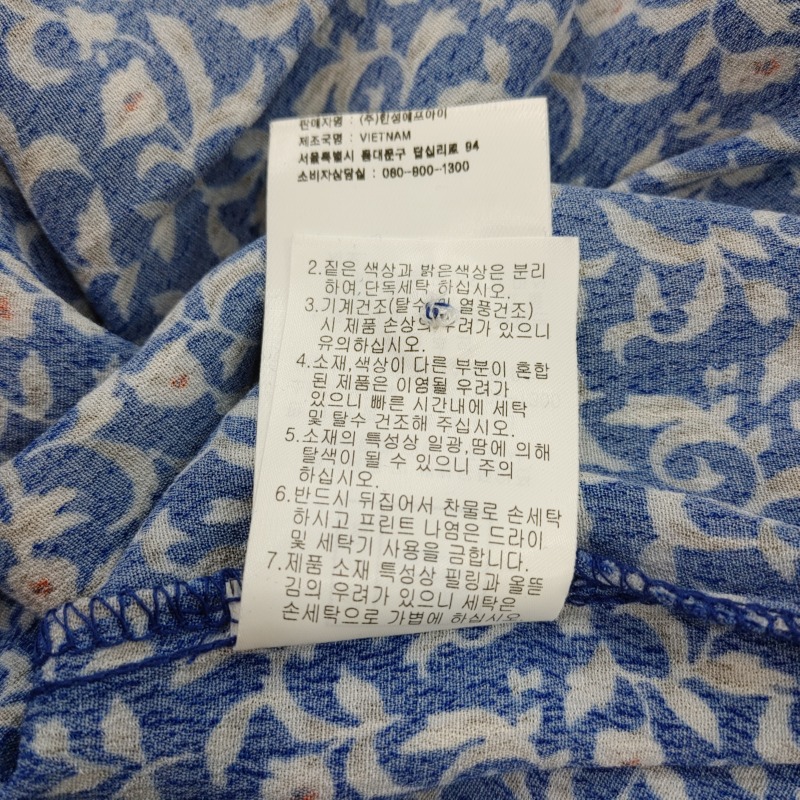 판매자명 : (주)한섬에프아이
제조국명 : VIETNAM
서울특별시 동대문구 답십리로 94
소비자상담실 : 080-900-1300
2.짙은 색상과 밝은색상은 분리
하여,단독세탁 하십시오.
3.기계건조(탈수 열풍건조)
시 제품 손상의 우려가 있으니
유의하십시오.
4.소재,색상이 다른 부분이 혼합
된 제품은 이염될 우려가
있으니 빠른 시간내에 세탁
및 탈수 건조해 주십시오.
5.소재의 특성상 일광,땀에 의해
탈색이 될 수 있으니 주의
하십시오.
6.반드시 뒤집어서 찬물로 손세탁
하시고 프린트 나염은 드라이
및 세탁기 사용을 금합니다.
7.제품 소재 특성상 필링과 올뜯
김의 우려가 있으니 세탁은
손세탁으로 가볍에 하십시오